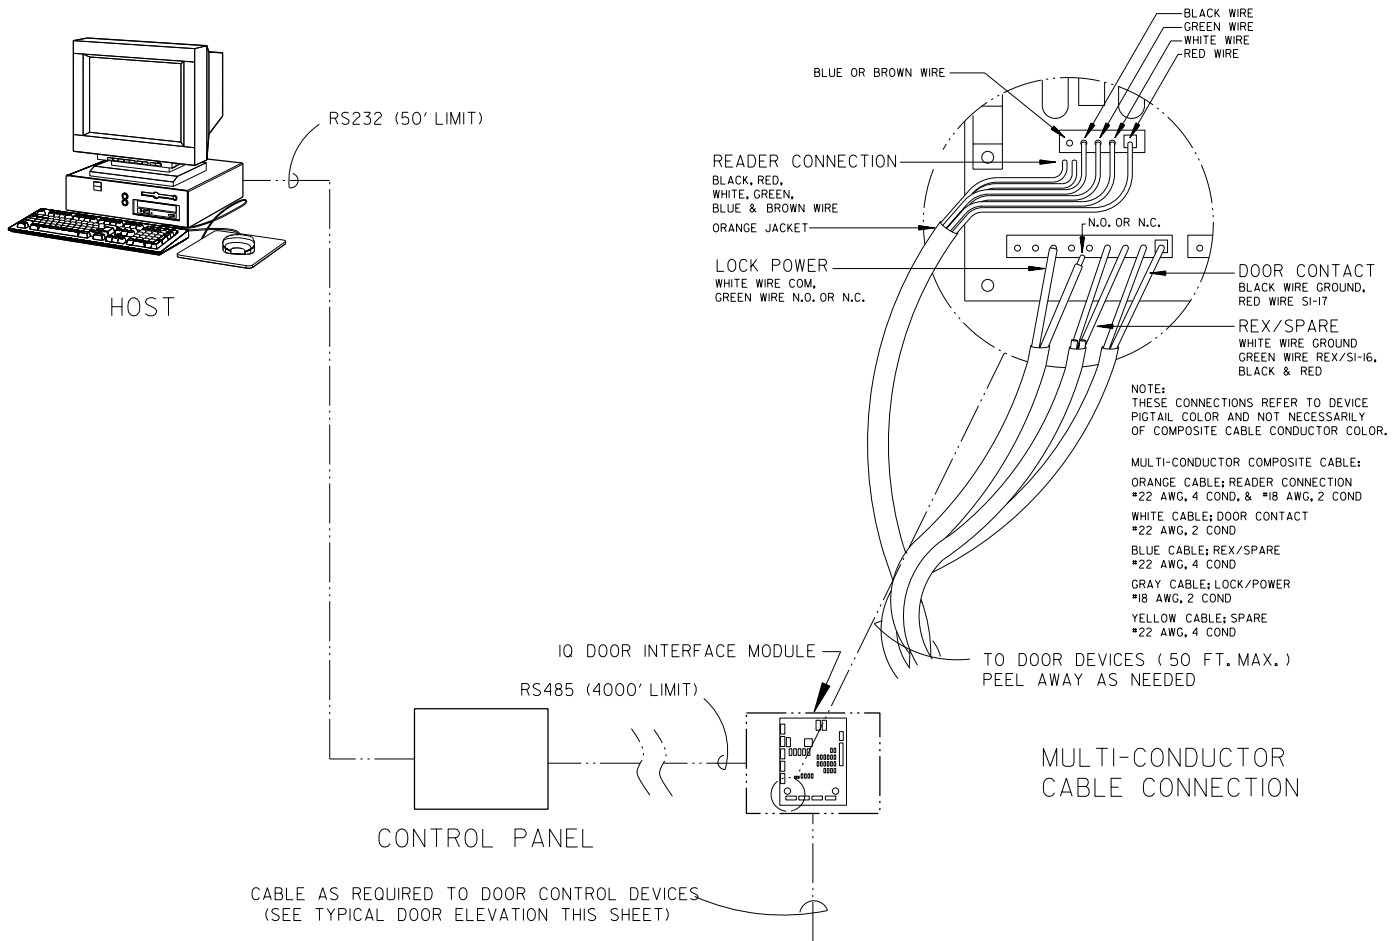 BLACK WIRE
GREEN WIRE
WHITE WIRE
RED WIRE
BLUE OR BROWN WIRE
RS232 (50' LIMIT)
READER CONNECTION
BLACK, RED,
WHITE, GREEN,
BLUE & BROWN WIRE
ORANGE JACKET
N.O. OR N.C.
LOCK POWER
WHITE WIRE COM,
GREEN WIRE N.O. OR N.C.
DOOR CONTACT
BLACK WIRE GROUND,
RED WIRE S1-17
HOST
REX/SPARE
WHITE WIRE GROUND
GREEN WIRE REX/S1-16,
BLACK & RED
NOTE:
THESE CONNECTIONS REFER TO DEVICE
PIGTAIL COLOR AND NOT NECESSARILY
OF COMPOSITE CABLE CONDUCTOR COLOR.
MULTI-CONDUCTOR COMPOSITE CABLE:
ORANGE CABLE; READER CONNECTION
#22 AWG, 4 COND, & #18 AWG, 2 COND
WHITE CABLE; DOOR CONTACT
#22 AWG, 2 COND
BLUE CABLE; REX/SPARE
#22 AWG, 4 COND
GRAY CABLE; LOCK/POWER
#18 AWG, 2 COND
YELLOW CABLE; SPARE
#22 AWG, 4 COND
IQ DOOR INTERFACE MODULE
TO DOOR DEVICES (50 FT. MAX.)
PEEL AWAY AS NEEDED
RS485 (4000' LIMIT)
MULTI-CONDUCTOR
CABLE CONNECTION
CONTROL PANEL
CABLE AS REQUIRED TO DOOR CONTROL DEVICES
(SEE TYPICAL DOOR ELEVATION THIS SHEET)